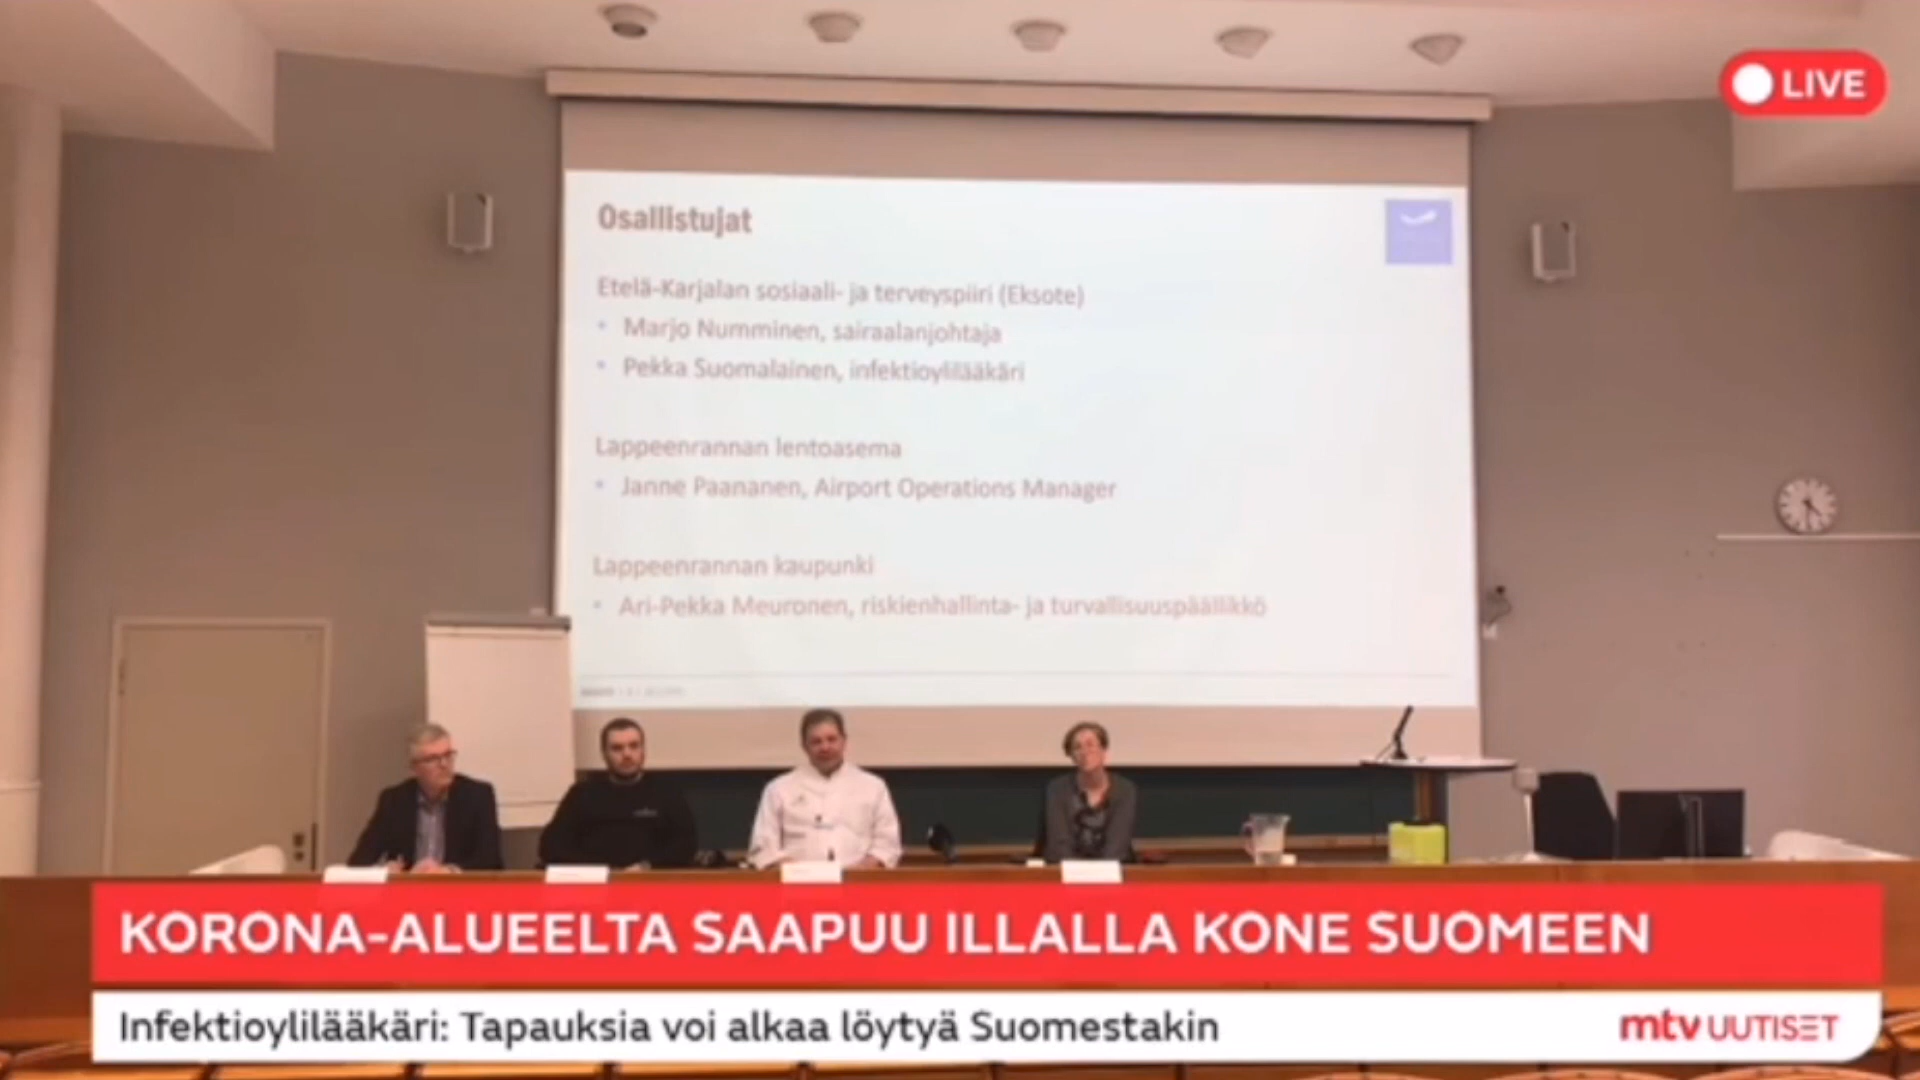 LIVE
Osallistujat
Etelä-Karjalan sosiaali- ja terveyspiiri (Eksote)
• Marjo Numminen, sairaalanjohtaja
• Pekka Suomalainen, infektioylilääkäri
Lappeenrannan lentoasema
• Janne Paananen, Airport Operations Manager
Lappeenrannan kaupunki
• Ari-Pekka Meuronen, riskienhallinta- ja turvallisuuspäällikkö
KORONA-ALUEELTA SAAPUU ILLALLA KONE SUOMEEN
Infektioylilääkäri: Tapauksia voi alkaa löytyä Suomestakin
mtv UUTISET